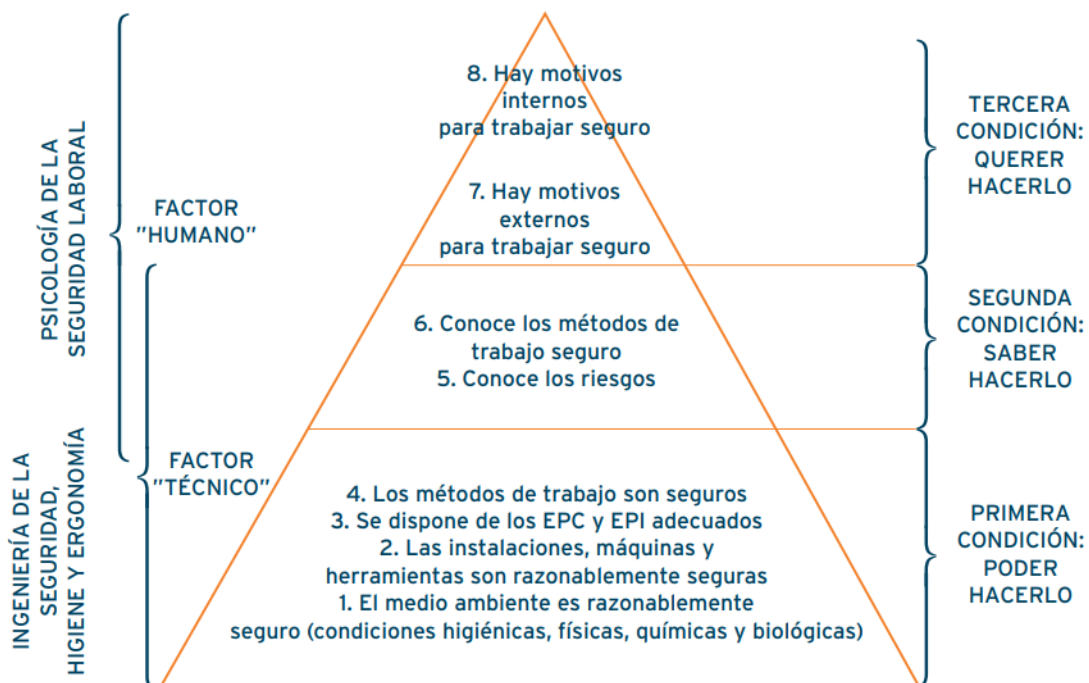 8. Hay motivos
internos
para trabajar seguro
7. Hay motivos
externos
para trabajar seguro
6. Conoce los métodos de
trabajo seguro
5. Conoce los riesgos
4. Los métodos de trabajo son seguros
3. Se dispone de los EPC y EPI adecuados
2. Las instalaciones, máquinas y
herramientas son razonablemente seguras
1. El medio ambiente es razonablemente
seguro (condiciones higiénicas, físicas, químicas y biológicas)
PSICOLOGÍA DE LA
SEGURIDAD LABORAL
INGENIERÍA DE LA
SEGURIDAD,
HIGIENE Y ERGONOMÍA
FACTOR
"HUMANO"
FACTOR
"TÉCNICO"
TERCERA
CONDICIÓN:
QUERER
HACERLO
SEGUNDA
CONDICIÓN:
SABER
HACERLO
PRIMERA
CONDICIÓN:
PODER
HACERLO